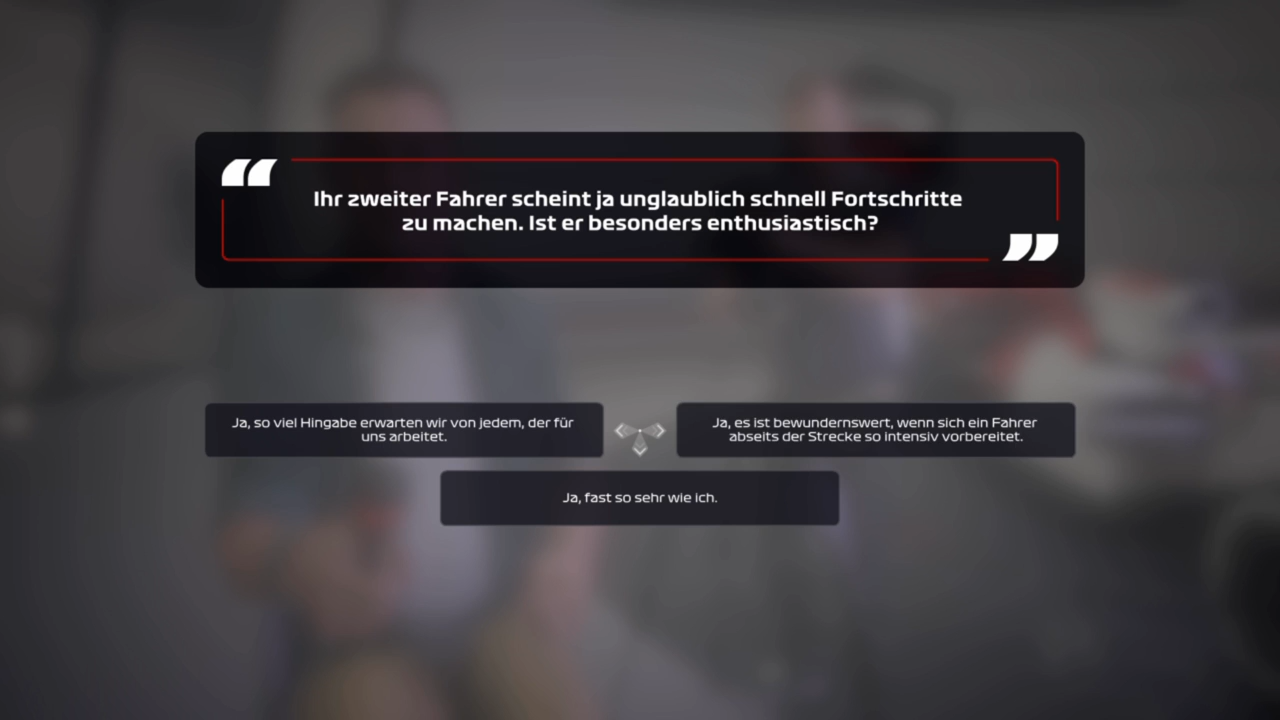 Ihr zweiter Fahrer scheint ja unglaublich schnell Fortschritte
zu machen. Ist er besonders enthusiastisch?
Ja, so viel Hingabe erwarten wir von jedem, der für
uns arbeitet.
Ja, es ist bewundernswert, wenn sich ein Fahrer
abseits der Strecke so intensiv vorbereitet.
Ja, fast so sehr wie ich.